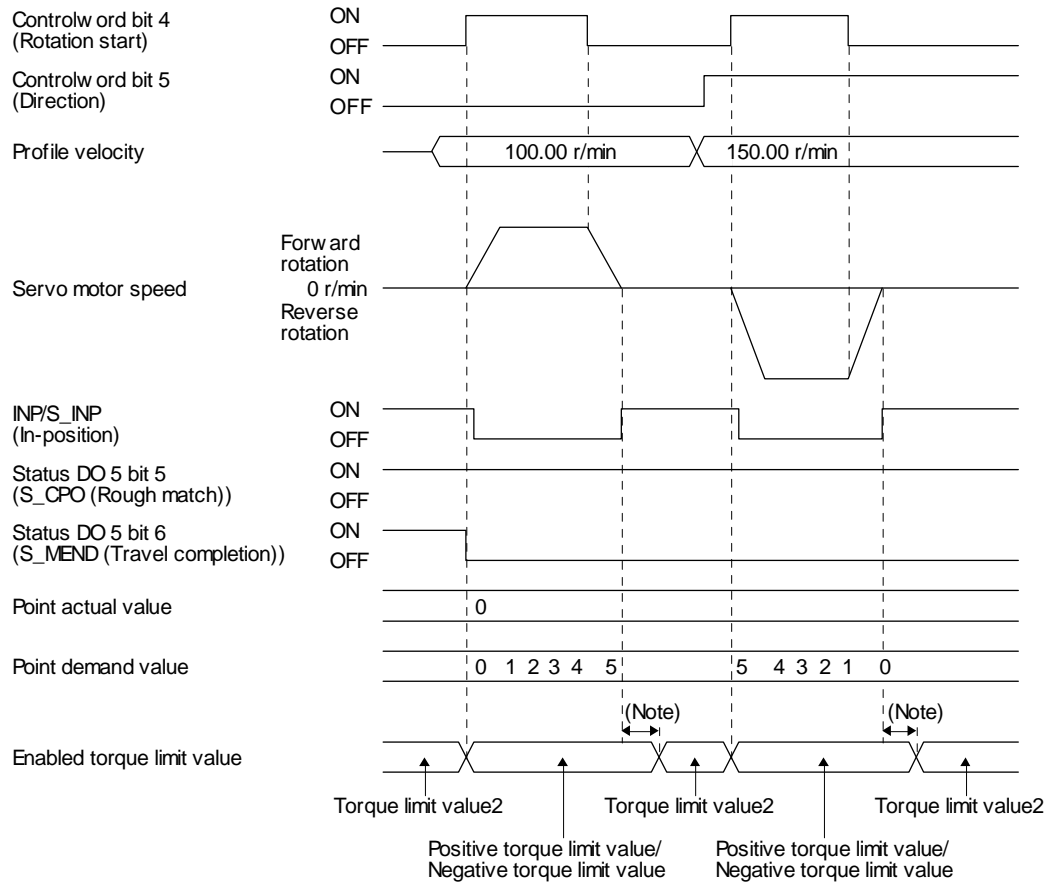 Controlword bit 4
(Rotation start)
ON
OFF
Controlw ord bit 5
(Direction)
ON
OFF
Profile velocity
100.00 r/min
150.00 r/min
Forw ard
rotation
Servo motor speed
0 r/min
Reverse
rotation
INP/S_INP
(In-position)
ON
OFF
Status DO 5 bit 5
(S_CPO (Rough match))
ON
OFF
Status DO 5 bit 6
(S_MEND (Travel completion))
ON
OFF
Point actual value
0
Point demand value
0 1 2 3 4 5
5 4 3 2 1 0
(Note)
(Note)
Enabled torque limit value
Torque limit value2
Torque limit value2
Torque limit value2
Positive torque limit value/
Negative torque limit value
Positive torque limit value/
Negative torque limit value